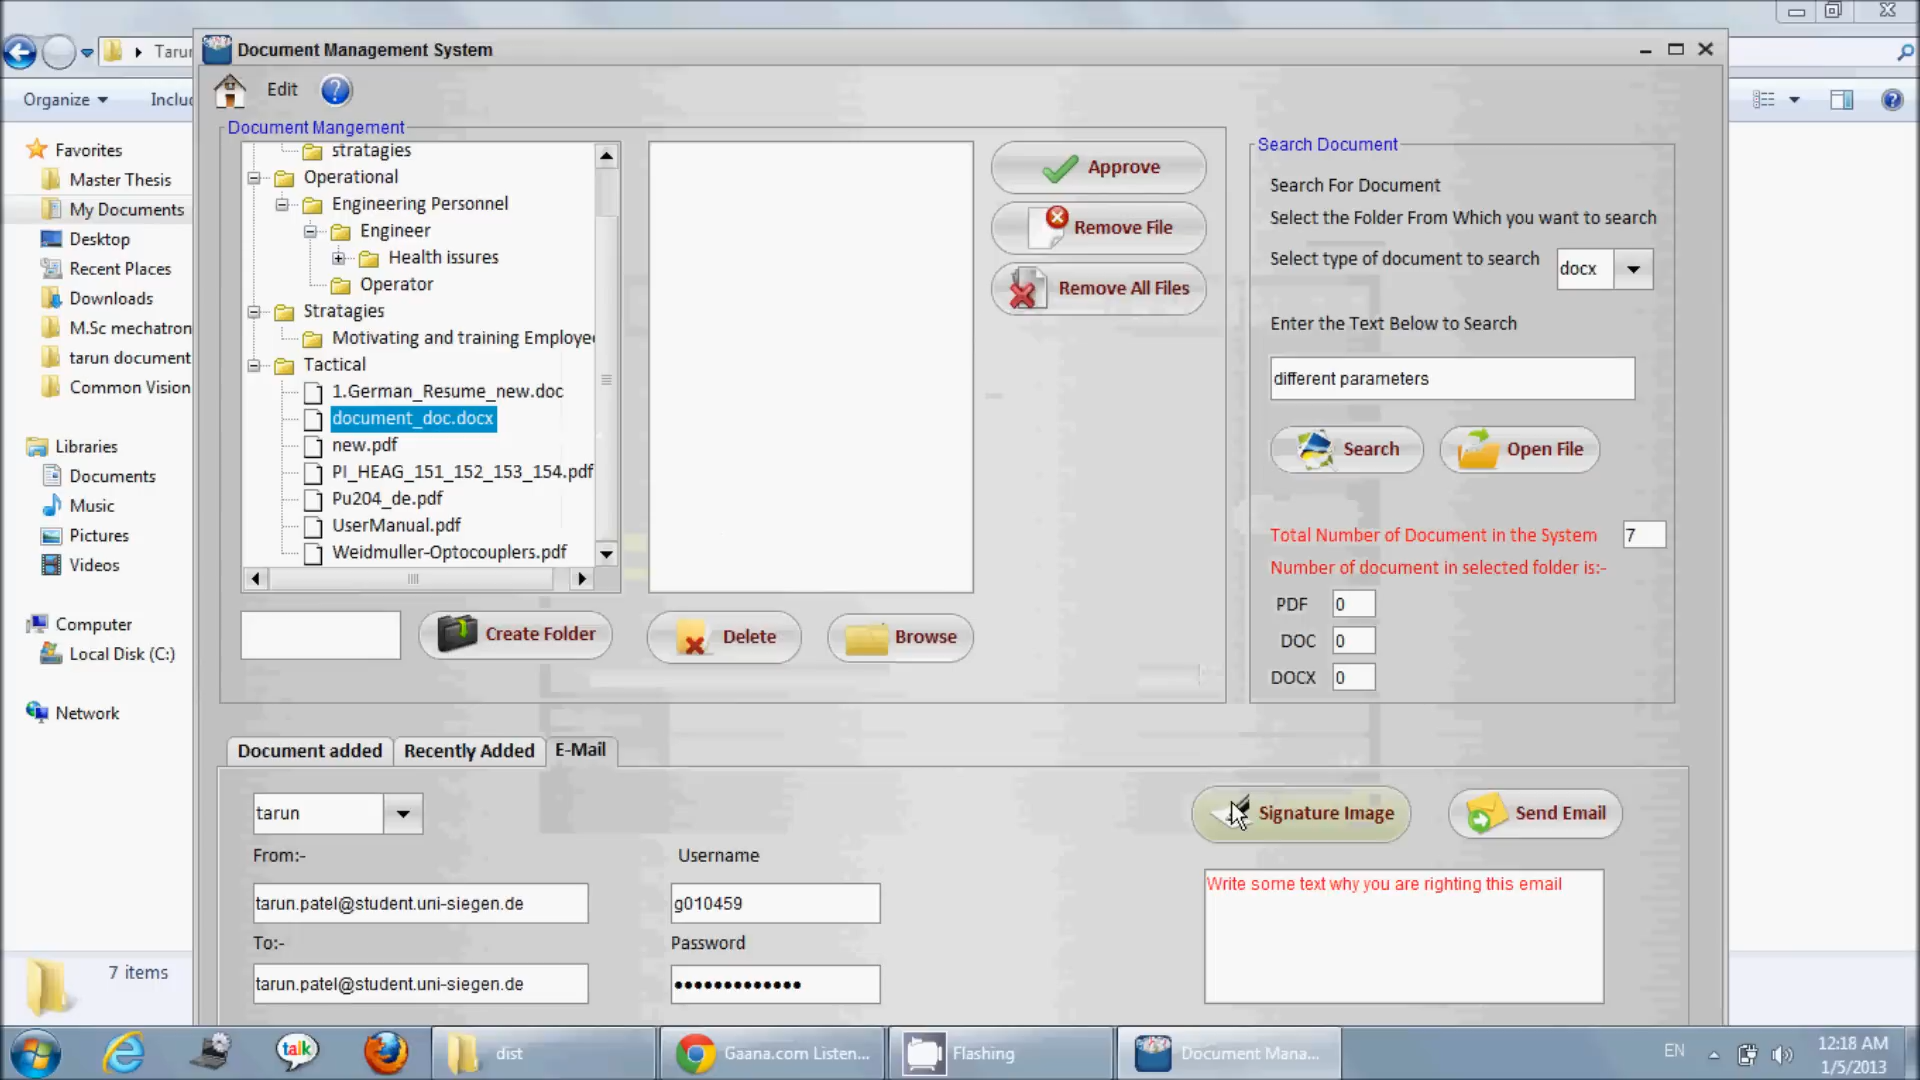 Tarun
Document Management System
Organize
Inclu
Edit
Favorites
Master Thesis
My Documents
Desktop
Recent Places
Downloads
M.Sc mechatron
tarun document
Common Vision
Libraries
Documents
Music
Pictures
Videos
Computer
Local Disk (C:)
Network
7 items
Document Mangement
stratagies
Operational
Engineering Personnel
Engineer
Health issures
Operator
Stratagies
Motivating and training Employe
Tactical
1.German_Resume_new.doc
document_doc.docx
new.pdf
PI_HEAG_151_152_153_154.pdf
Pu204_de.pdf
UserManual.pdf
Weidmuller-Optocouplers.pdf
Create Folder
Delete
Browse
Approve
Remove File
Remove All Files
Search Document
Search For Document
Select the Folder From Which you want to search
Select type of document to search
docx
Enter the Text Below to Search
different parameters
Search
Open File
Total Number of Document in the System
7
Number of document in selected folder is:-
PDF 0
DOC 0
DOCX 0
Document added
Recently Added
E-Mail
tarun
From:-
tarun.patel@student.uni-siegen.de
To:-
tarun.patel@student.uni-siegen.de
Username
g010459
Password
Signature Image
Send Email
Write some text why you are righting this email
talk
dist
Gaana.com Listen...
Flashing
Document Mana...
EN
12:18 AM
1/5/2013